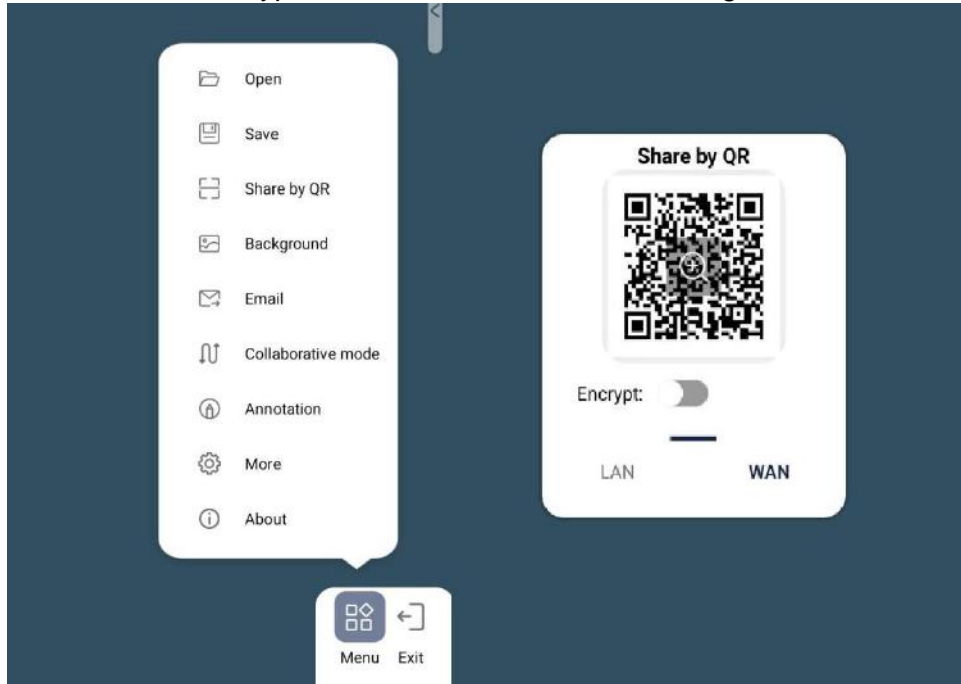 Open
Save
Share by QR
Background
Email
Collaborative mode
Annotation
More
About
Menu Exit
Share by QR
Encrypt:
LAN WAN